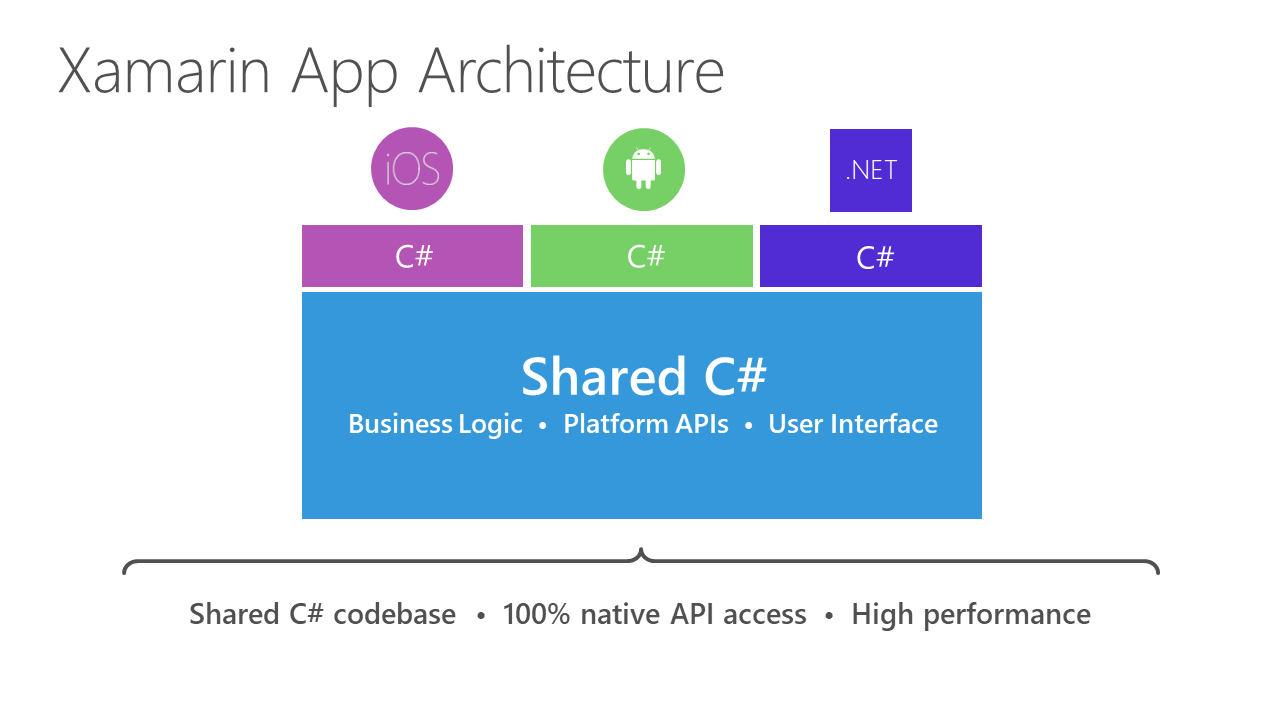 Xamarin App Architecture
iOS
.NET
C#
C#
C#
Shared C#
Business Logic • Platform APIs • User Interface
Shared C# codebase • 100% native API access • High performance